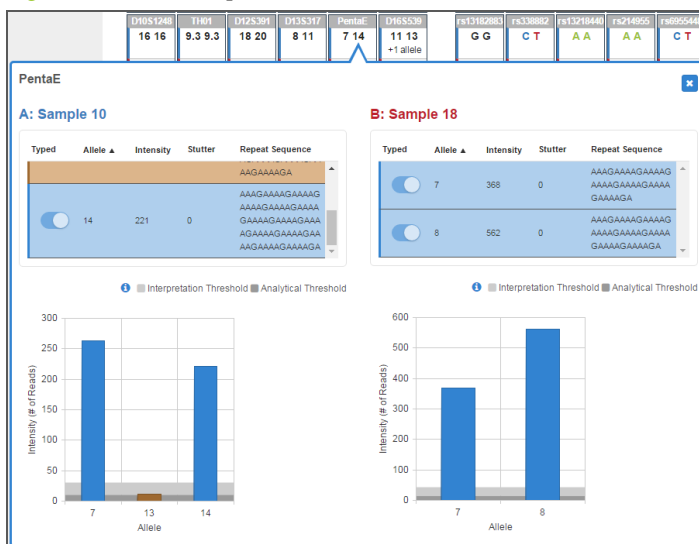 D10S1248 TH01 D12S391 D13S317 PentaE D16S539 rs13182883 rs338882 rs13218440 rs214955
16 16 9.3 9.3 18 20 8 11 7 14 11 13 G G C T A A A A C T
+1 allele
PentaE
A: Sample 10 B: Sample 18
Typed Allele ▲ Intensity Stutter Repeat Sequence
AAGAAAAGA
14 221 0
AAAGAAAAGAAAAG
AAAAGAAAAGAAAA
GAAAAGAAAAGAAA
AGAAAAGAAAAGAA
AAGAAAAGAAAAGA
Typed Allele ▲ Intensity Stutter Repeat Sequence
7 368 0
AAAGAAAAGAAAAG
AAAAGAAAAGAAAA
GAAAAGA
8 562 0
AAAGAAAAGAAAAG
AAAAGAAAAGAAAA
GAAAAGAAAAGA
Interpretation Threshold Analytical Threshold
Interpretation Threshold Analytical Threshold
Intensity (# of Reads)
300
250
200
150
100
50
0
7 13 14
Allele
Intensity (# of Reads)
600
500
400
300
200
100
0
7 8
Allele